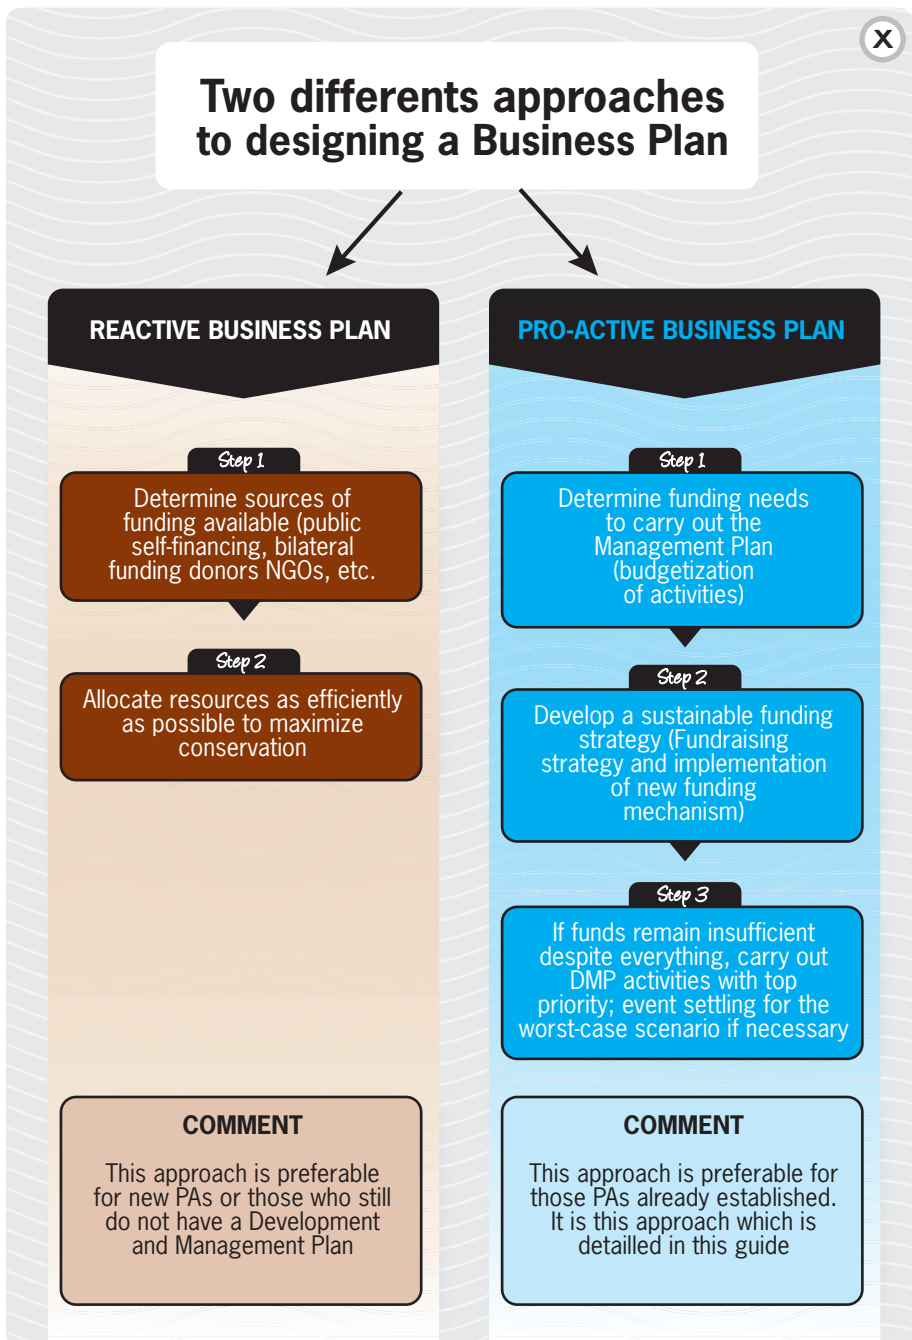 X
Two differents approaches
to designing a Business Plan
REACTIVE BUSINESS PLAN
Step 1
Determine sources of
funding available (public
self-financing, bilateral
funding donors NGOs, etc.
Step 2
Allocate resources as efficiently
as possible to maximize
conservation
COMMENT
This approach is preferable
for new PAs or those who still
do not have a Development
and Management Plan
PRO-ACTIVE BUSINESS PLAN
Step 1
Determine funding needs
to carry out the
Management Plan
(budgetization
of activities)
Step 2
Develop a sustainable funding
strategy (Fundraising
strategy and implementation
of new funding
mechanism)
Step 3
If funds remain insufficient
despite everything, carry out
DMP activities with top
priority; event settling for the
worst-case scenario if necessary
COMMENT
This approach is preferable for
those PAs already established.
It is this approach which is
detailled in this guide